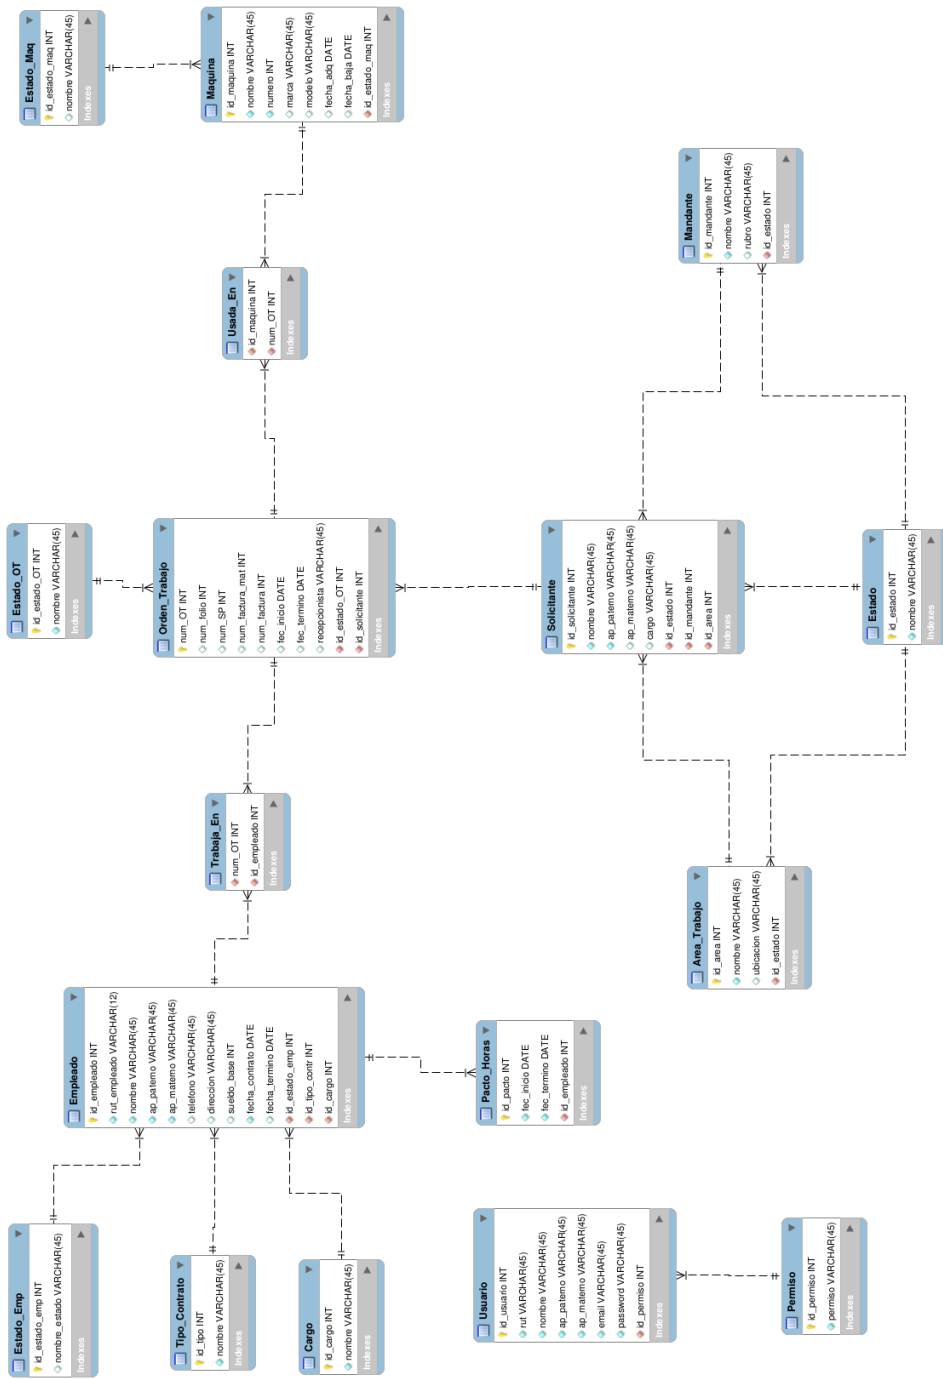 Estado_Emp
id_estado_emp INT
nombre_estado VARCHAR(45)
Indexes
Estado_OT
id_estado_OT INT
nombre VARCHAR(45)
Indexes
Estado_Maq
id_estado_maq INT
nombre VARCHAR(45)
Indexes
Empleado
id_empleado INT
rut_empleado VARCHAR(12)
nombre VARCHAR(45)
ap_paterno VARCHAR(45)
ap_materno VARCHAR(45)
telefono VARCHAR(45)
direccion VARCHAR(45)
sueldo_base INT
fecha_contrato DATE
fecha_termino DATE
id_estado_emp INT
id_tipo_contr INT
id_cargo INT
Indexes
Tipo_Contrato
id_tipo INT
nombre VARCHAR(45)
Indexes
Orden_Trabajo
num_OT INT
num_folio INT
num_SP INT
num_factura_mat INT
num_factura INT
fec_inicio DATE
fec_termino DATE
recepcionista VARCHAR(45)
id_estado_OT INT
id_solicitante INT
Indexes
Maquina
id_maquina INT
nombre VARCHAR(45)
numero INT
marca VARCHAR(45)
modelo VARCHAR(45)
fecha_adq DATE
fecha_baja DATE
id_estado_maq INT
Indexes
Trabaja_En
num_OT INT
id_empleado INT
Indexes
Usada_En
id_maquina INT
num_OT INT
Indexes
Cargo
id_cargo INT
nombre VARCHAR(45)
Indexes
Usuario
id_usuario INT
rut VARCHAR(45)
nombre VARCHAR(45)
ap_paterno VARCHAR(45)
ap_materno VARCHAR(45)
email VARCHAR(45)
password VARCHAR(45)
id_permiso INT
Indexes
Pacto_Horas
id_pacto INT
fec_inicio DATE
fec_termino DATE
id_empleado INT
Indexes
Solicitante
id_solicitante INT
nombre VARCHAR(45)
ap_paterno VARCHAR(45)
ap_materno VARCHAR(45)
cargo VARCHAR(45)
id_estado INT
id_mandante INT
id_area INT
Indexes
Mandante
id_mandante INT
nombre VARCHAR(45)
rubro VARCHAR(45)
id_estado INT
Indexes
Area_Trabajo
id_area INT
nombre VARCHAR(45)
ubicacion VARCHAR(45)
id_estado INT
Indexes
Permiso
id_permiso INT
permiso VARCHAR(45)
Indexes
Estado
id_estado INT
nombre VARCHAR(45)
Indexes